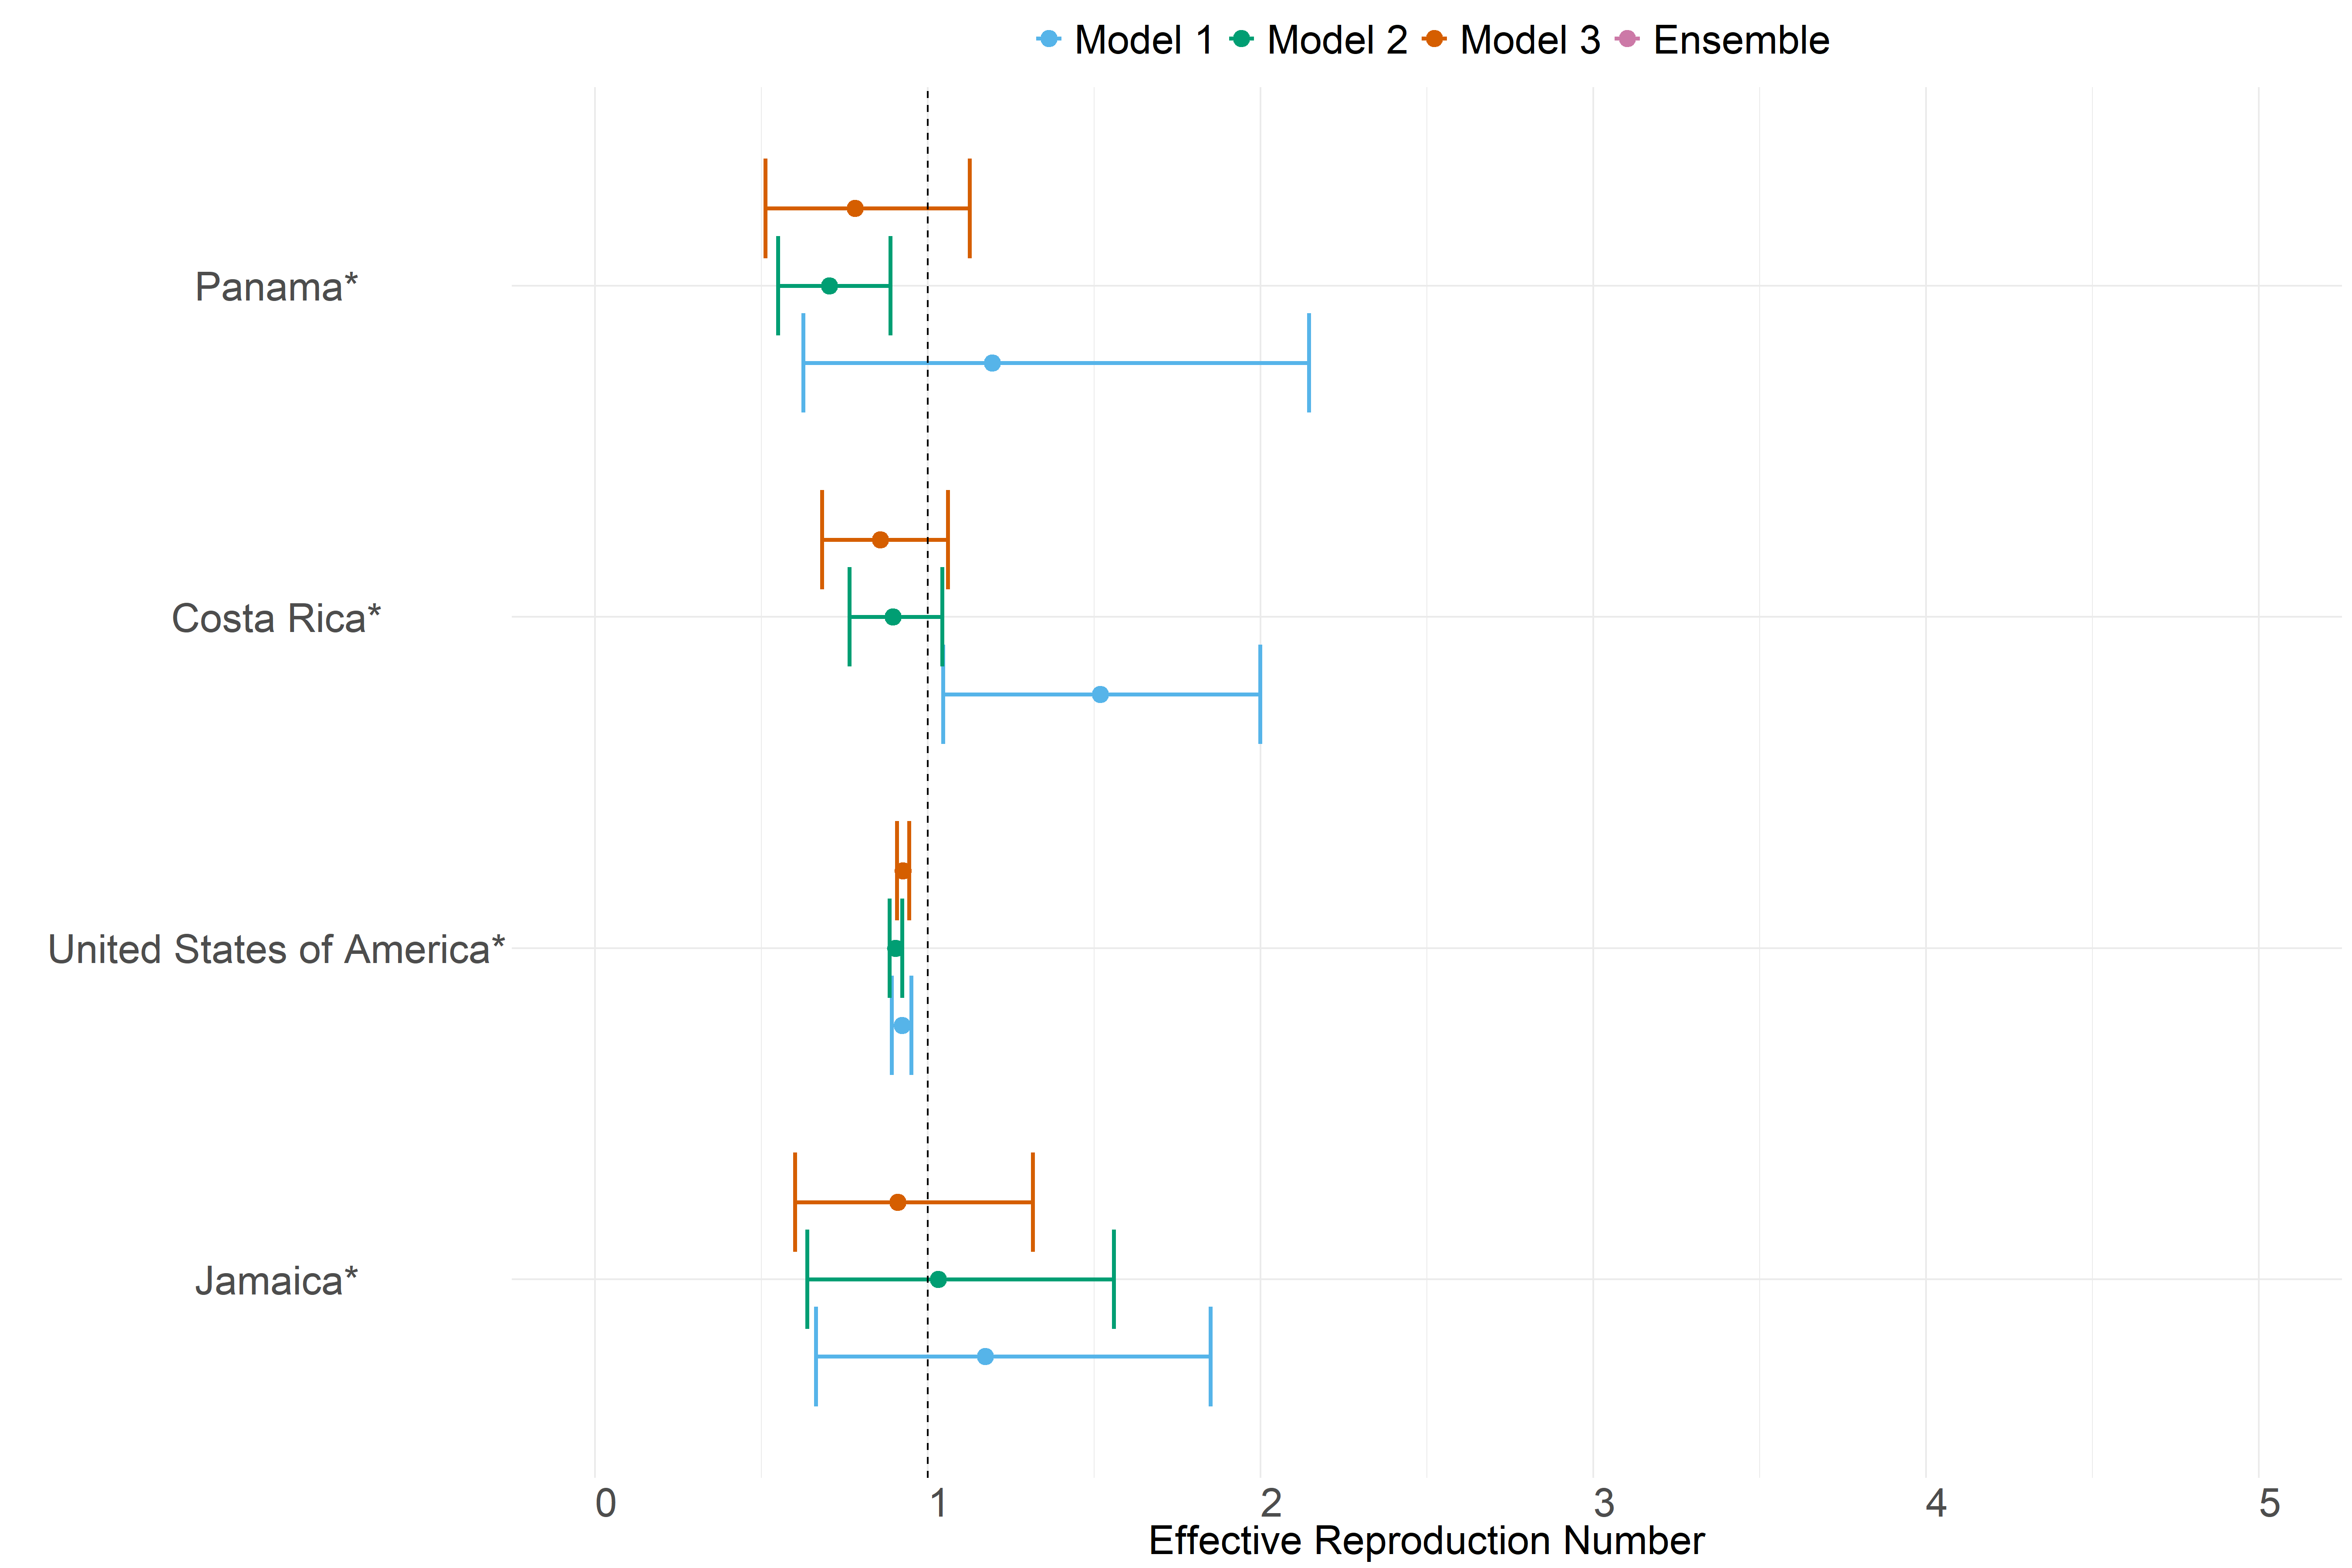 Model 1 Model 2 Model 3 Ensemble
Panama*
Costa Rica*
United States of America*
Jamaica*
0 1 2 3 4 5
Effective Reproduction Number